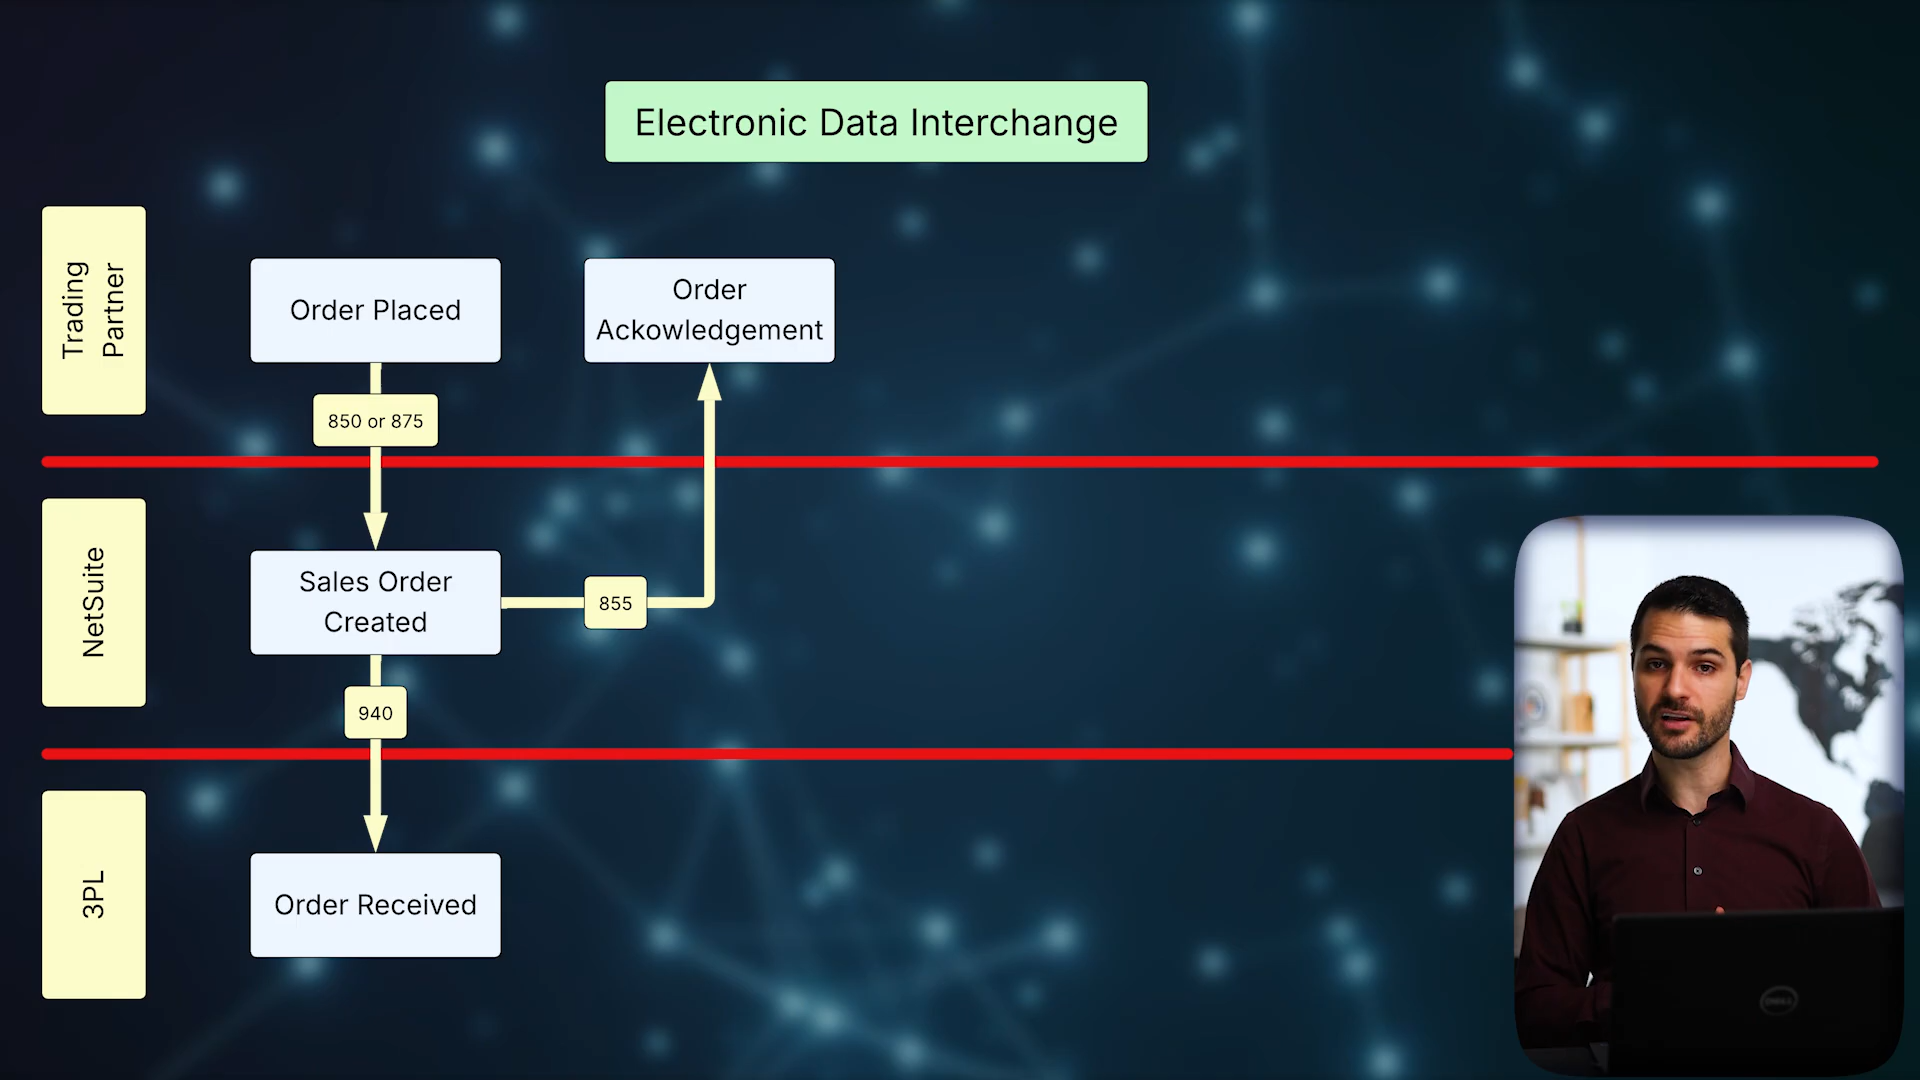 Electronic Data Interchange
Trading
Partner
Order Placed
Order
Ackowledgement
850 or 875
NetSuite
Sales Order
Created
855
940
3PL
Order Received
DELL